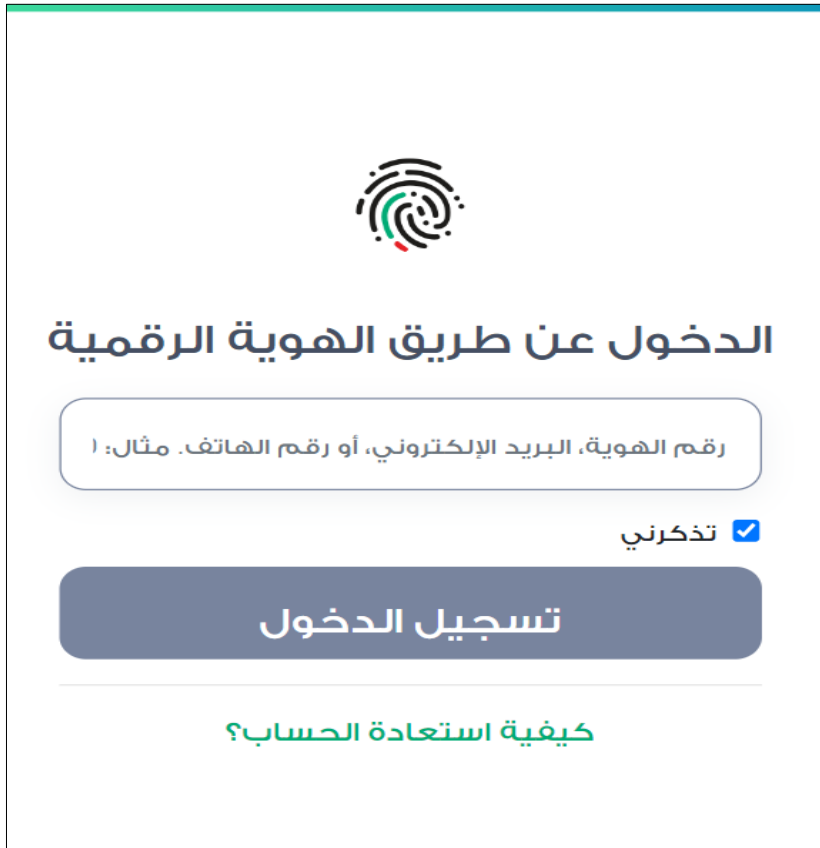 الدخول عن طريق الهوية الرقمية
رقم الهوية، البريد الإلكتروني، أو رقم الهاتف. مثال:
تذكرني
تسجيل الدخول
كيفية استعادة الحساب؟